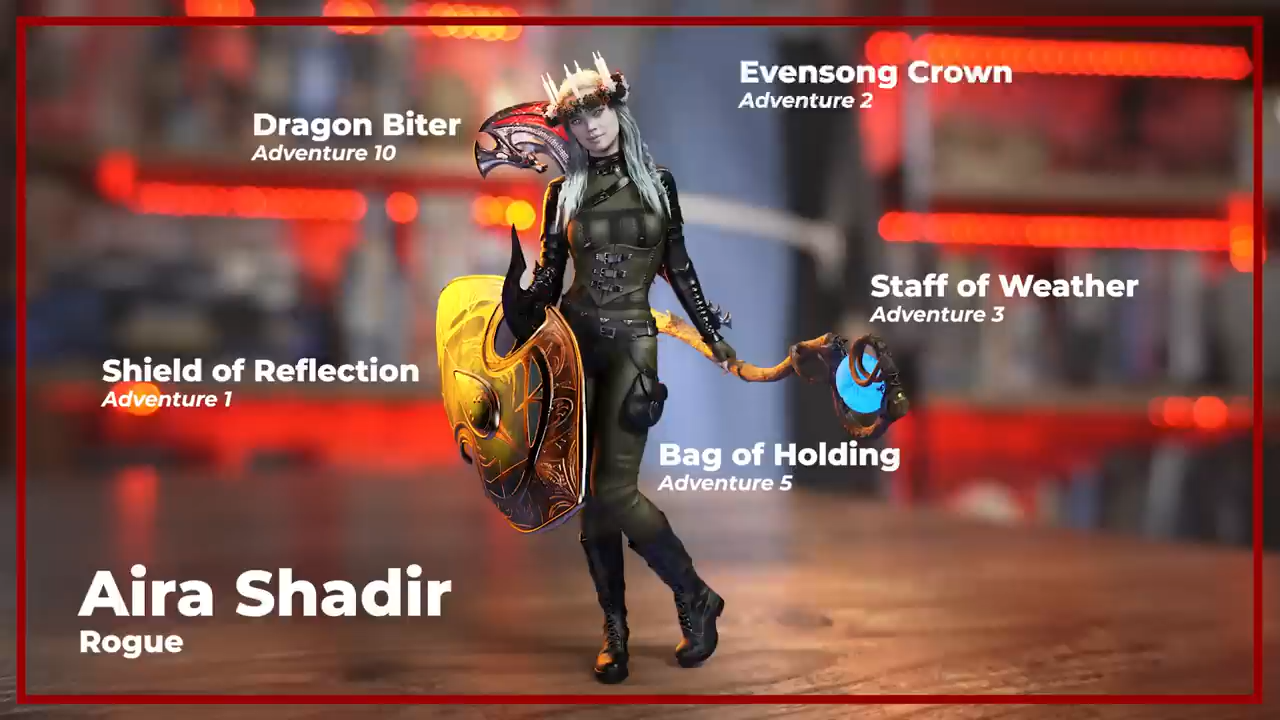 Evensong Crown
Adventure 2
Dragon Biter
Adventure 10
Staff of Weather
Adventure 3
Shield of Reflection
Adventure 1
Bag of Holding
Adventure 5
Aira Shadir
Rogue